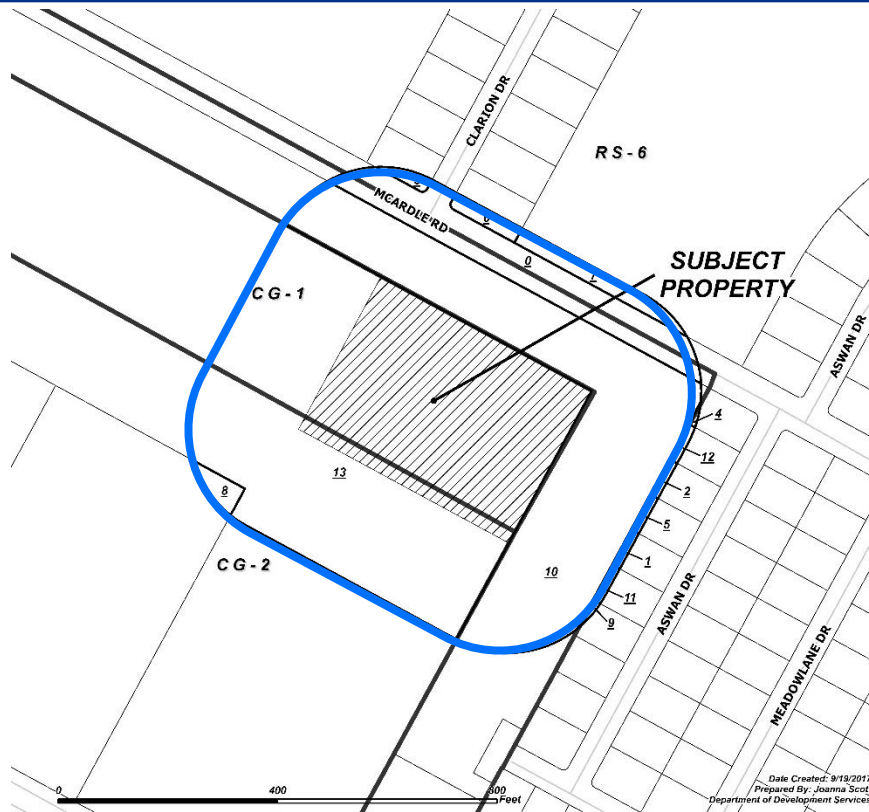 CLARION DR
RS-6
MCARDLE RD
0
SUBJECT
PROPERTY
CG-1
ASWAN DR
4
12
13
2
8
5
CG-2
10
1
11
9
ASWAN DR
MEADOWLANE DR
0
400
800
Feet
Date Created: 9/19/2017
Prepared By: Joanna Scot
Department of Development Services